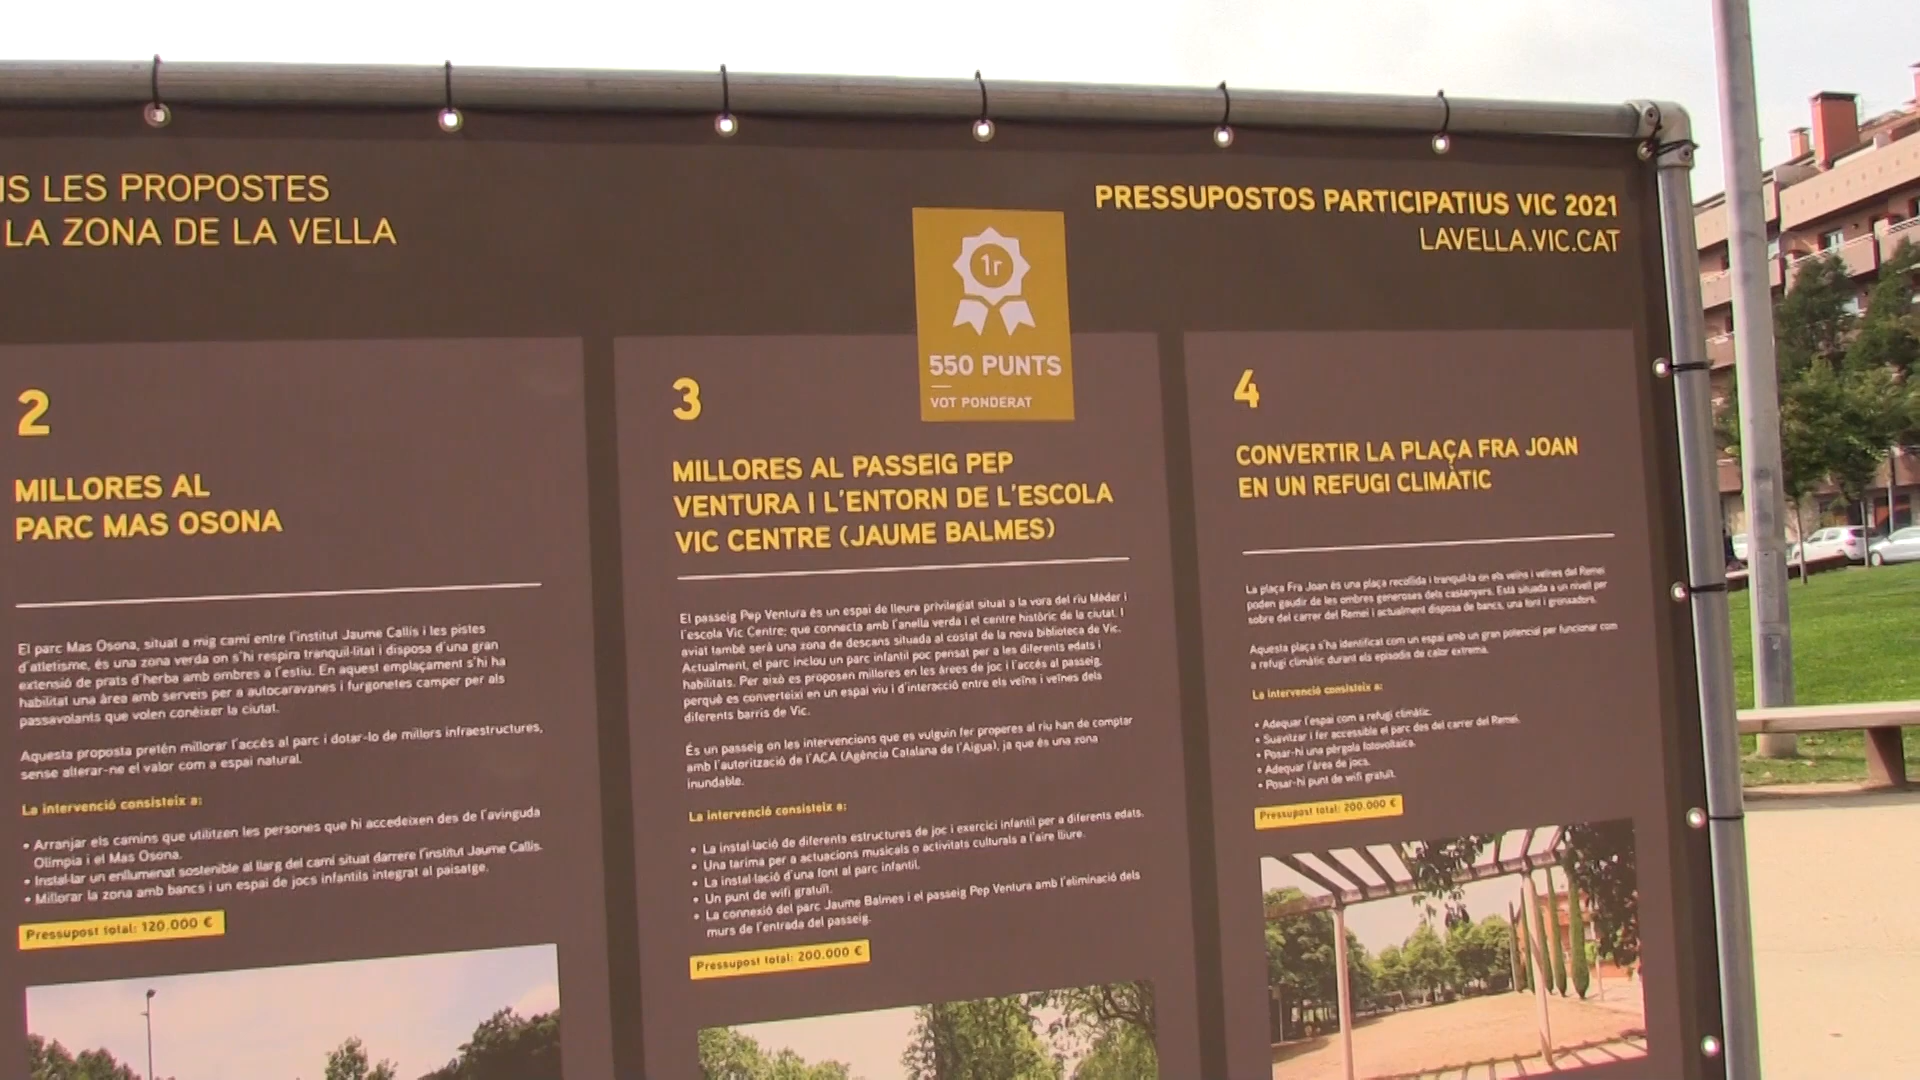 IS LES PROPOSTES
LA ZONA DE LA VELLA
PRESSUPOSTOS PARTICIPATIUS VIC 2021
LAVELLA.VIC.CAT
1r
550 PUNTS
VOT PONDERAT
2
MILLORES AL
PARC MAS OSONA
El parc Mas Osona, situat a mig camí entre l'institut Jaume Callís i les pistes
d'atletisme, és una zona verda on s'hi respira tranquil·litat i disposa d'una gran
extensió de prats d'herba amb ombres a l'estiu. En aquest emplaçament s'hi ha
habilitat una àrea amb serveis per a autocaravanes i furgonetes camper per als
passavolants que volen conèixer la ciutat.
Aquesta proposta pretén millorar l'accés al parc i dotar-lo de millors infraestructures,
sense alterar-ne el valor com a espai natural.
La intervenció consisteix a:
• Arranjar els camins que utilitzen les persones que hi accedeixen des de l'avinguda
Olímpia i el Mas Osona.
• Instal·lar un enllumenat sostenible al llarg del camí situat darrere l'institut Jaume Callís.
• Millorar la zona amb bancs i un espai de jocs infantils integrat al paisatge.
Pressupost total: 120.000 €
3
MILLORES AL PASSEIG PEP
VENTURA I L'ENTORN DE L'ESCOLA
VIC CENTRE (JAUME BALMES)
El passeig Pep Ventura és un espai de lleure privilegiat situat a la vora del riu Mèder i
l'escola Vic Centre; que connecta amb l'anella verda i el centre històric de la ciutat. I
aviat també serà una zona de descans situada al costat de la nova biblioteca de Vic.
Actualment, el parc inclou un parc infantil poc pensat per a les diferents edats i
habilitats. Per això es proposen millores en les àrees de joc i l'accés al passeig,
perquè es converteixi en un espai viu i d'interacció entre els veïns i veïnes dels
diferents barris de Vic.
És un passeig on les intervencions que es vulguin fer properes al riu han de comptar
amb l'autorització de l'ACA (Agència Catalana de l'Aigua), ja que és una zona
inundable.
La intervenció consisteix a:
• La instal·lació de diferents estructures de joc i exercici infantil per a diferents edats.
• Una tarima per a actuacions musicals o activitats culturals a l'aire lliure.
• La instal·lació d'una font al parc infantil.
• Un punt de wifi gratuït.
• La connexió del parc Jaume Balmes i el passeig Pep Ventura amb l'eliminació dels
murs de l'entrada del passeig.
Pressupost total: 200.000 €
4
CONVERTIR LA PLAÇA FRA JOAN
EN UN REFUGI CLIMÀTIC
La plaça Fra Joan és una plaça recollida i tranquil·la on els veïns i veïnes del Remei
poden gaudir de les ombres generoses dels castanyers. Està situada a un nivell per
sobre del carrer del Remei i actualment disposa de bancs, una font i gronxadors.
Aquesta plaça s'ha identificat com un espai amb un gran potencial per funcionar com
a refugi climàtic durant els episodis de calor extrema.
La intervenció consisteix a:
• Adequar l'espai com a refugi climàtic.
• Suavitzar i fer accessible el parc des del carrer del Remei.
• Posar-hi una pèrgola fotovoltaica.
• Adequar l'àrea de jocs.
• Posar-hi punt de wifi gratuït.
Pressupost total: 200.000 €